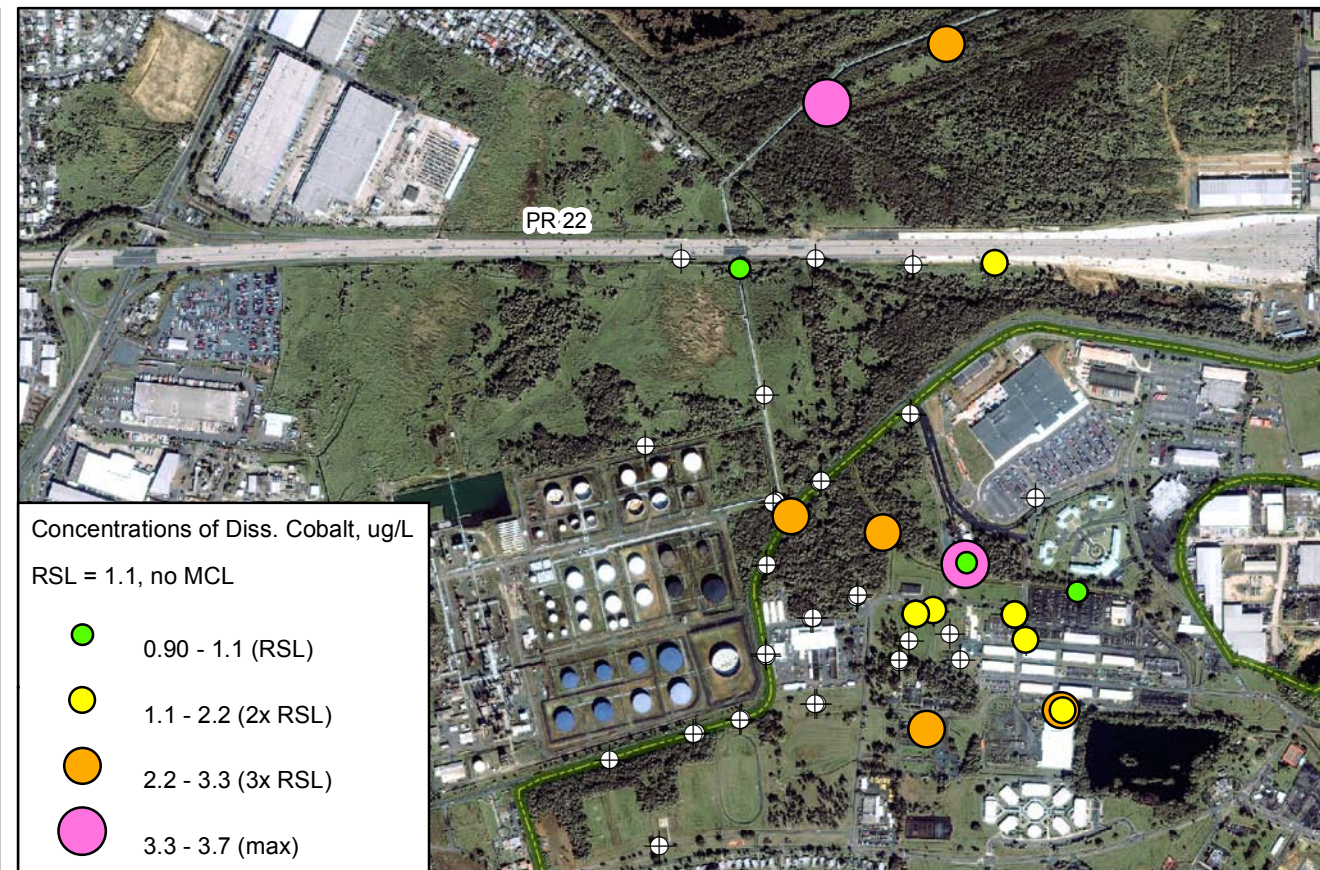 PR 22
Concentrations of Diss. Cobalt, ug/L
RSL = 1.1, no MCL
0.90 - 1.1 (RSL)
1.1 - 2.2 (2x RSL)
2.2 - 3.3 (3x RSL)
3.3 - 3.7 (max)